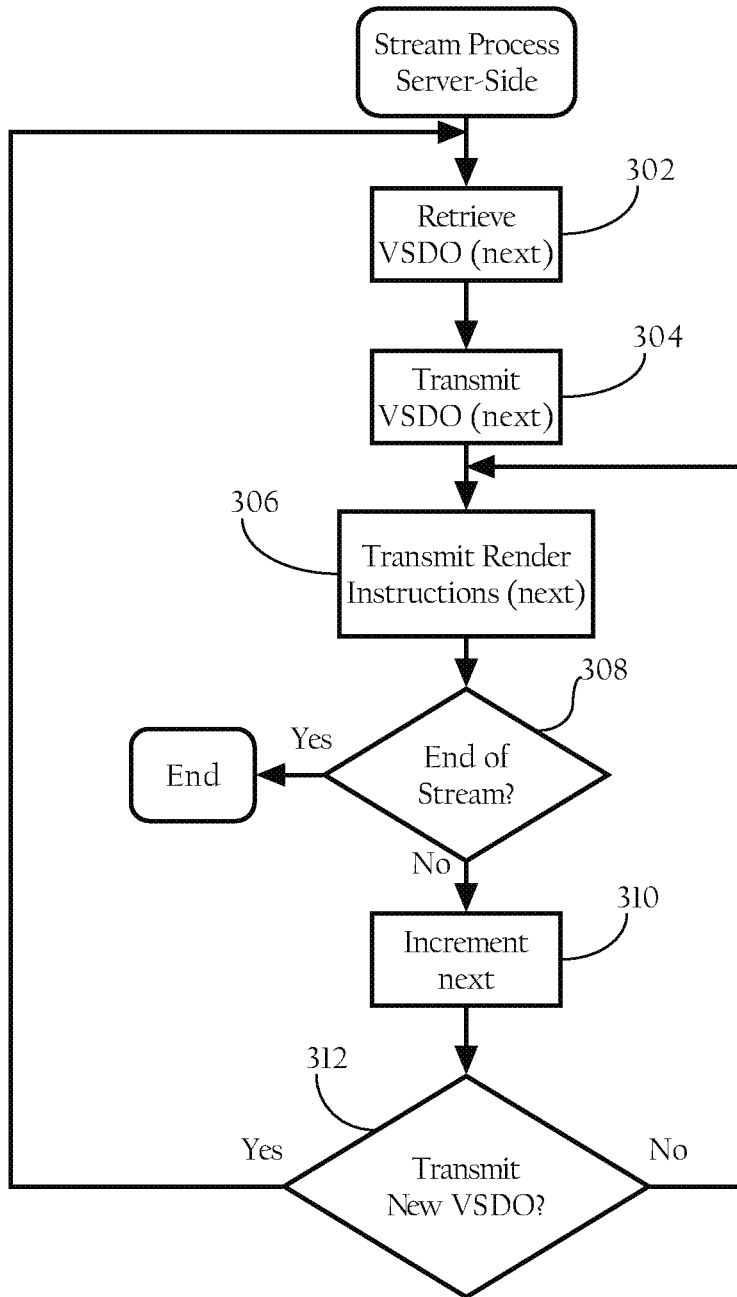 Stream Process
Server-Side
302
Retrieve
VSDO (next)
304
Transmit
VSDO (next)
306
Transmit Render
Instructions (next)
308
Yes
End of
Stream?
End
No
310
Increment
next
312
Yes
No
Transmit
New VSDO?